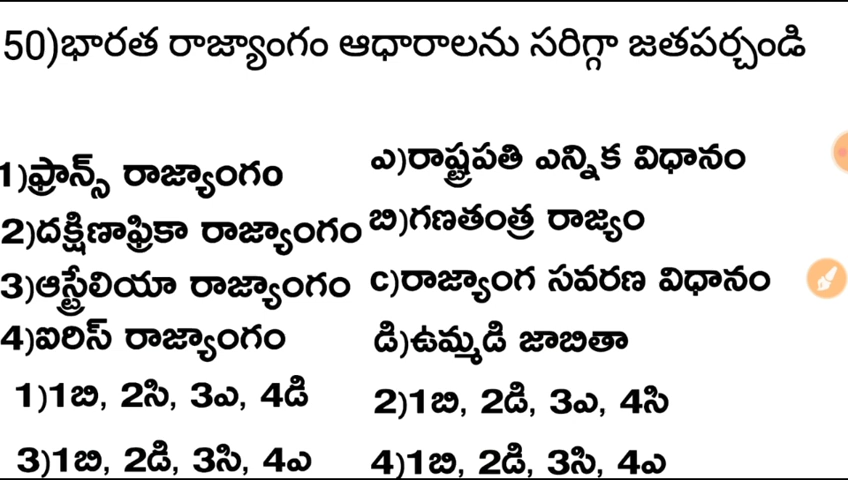 50)భారత రాజ్యాంగం ఆధారాలను సరిగ్గా జతపర్చండి
1)ఫ్రాన్స్ రాజ్యాంగం
ఎ)రాష్ట్రపతి ఎన్నిక విధానం
2)దక్షిణాఫ్రికా రాజ్యాంగం
బి)గణతంత్ర రాజ్యం
3)ఆస్ట్రేలియా రాజ్యాంగం
C)రాజ్యాంగ సవరణ విధానం
4)ఐరిస్ రాజ్యాంగం
డి)ఉమ్మడి జాబితా
1)1బి, 2సి, 3ఎ, 4డి
2)1బి, 2డి, 3ఎ, 4సి
3)1బి, 2డి, 3సి, 4ఎ
4)1బి, 2డి, 3సి, 4ఎ